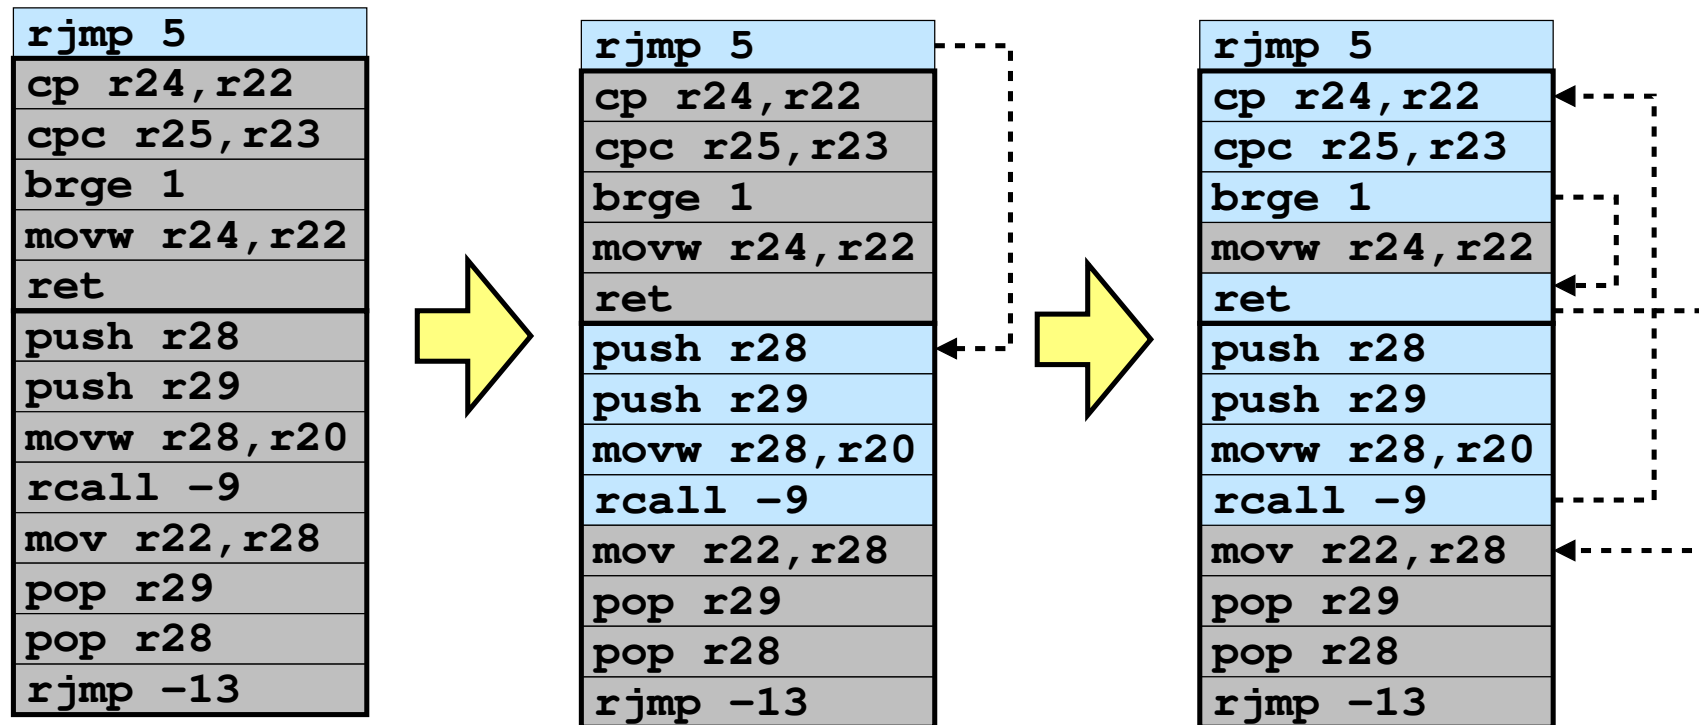 rjmp 5
cp r24,r22
cpc r25,r23
brge 1
movw r24,r22
ret
push r28
push r29
movw r28,r20
rcall −9
mov r22,r28
pop r29
pop r28
rjmp −13
rjmp 5
cp r24,r22
cpc r25,r23
brge 1
movw r24,r22
ret
push r28
push r29
movw r28,r20
rcall −9
mov r22,r28
pop r29
pop r28
rjmp −13
rjmp 5
cp r24,r22
cpc r25,r23
brge 1
movw r24,r22
ret
push r28
push r29
movw r28,r20
rcall −9
mov r22,r28
pop r29
pop r28
rjmp −13